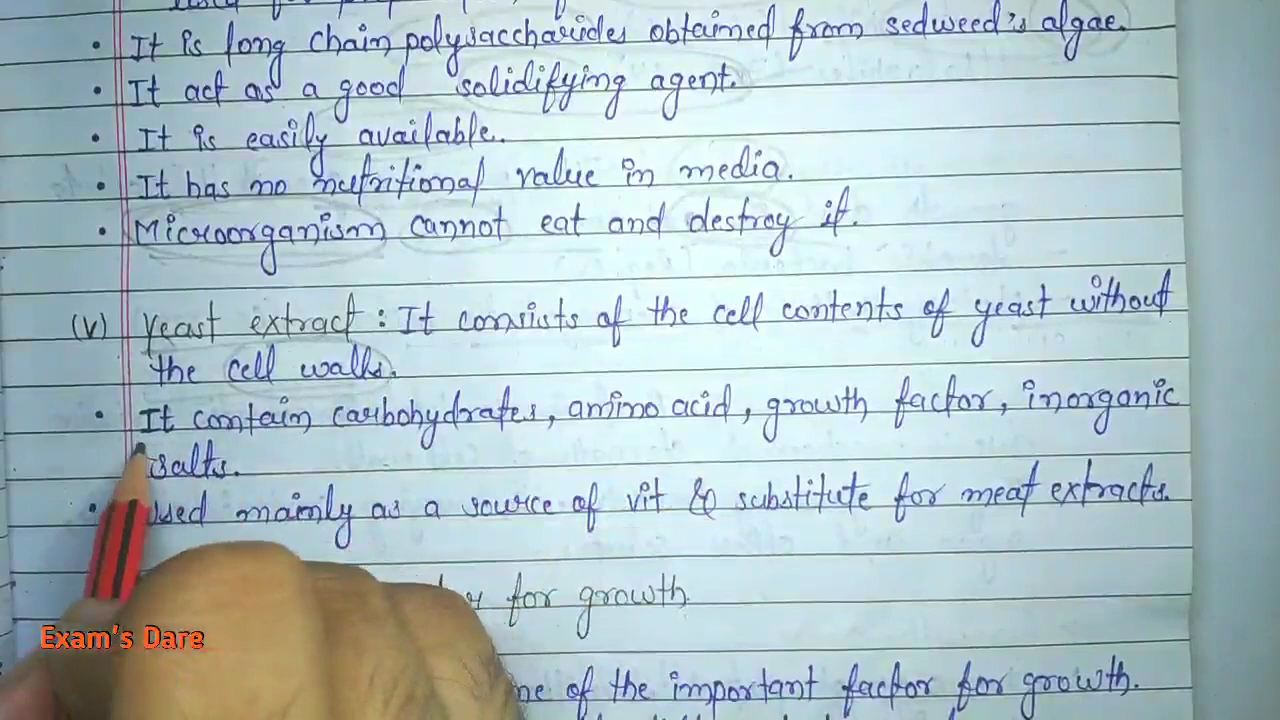 • It is long chain polysaccharides obtained from sedweed's algae.
• It act as a good solidifying agent.
• It is easily available.
• It has no nutritional value in media.
• Microorganism cannot eat and destroy it.
(V) Yeast extract : It consists of the cell contents of yeast without
the cell walls.
• It contain carbohydrates, amino acid, growth factor, inorganic
salts.
• Used mainly as a source of vit & substitute for meat extracts.
for growth
Exam's Dare
of the important factor for growth.